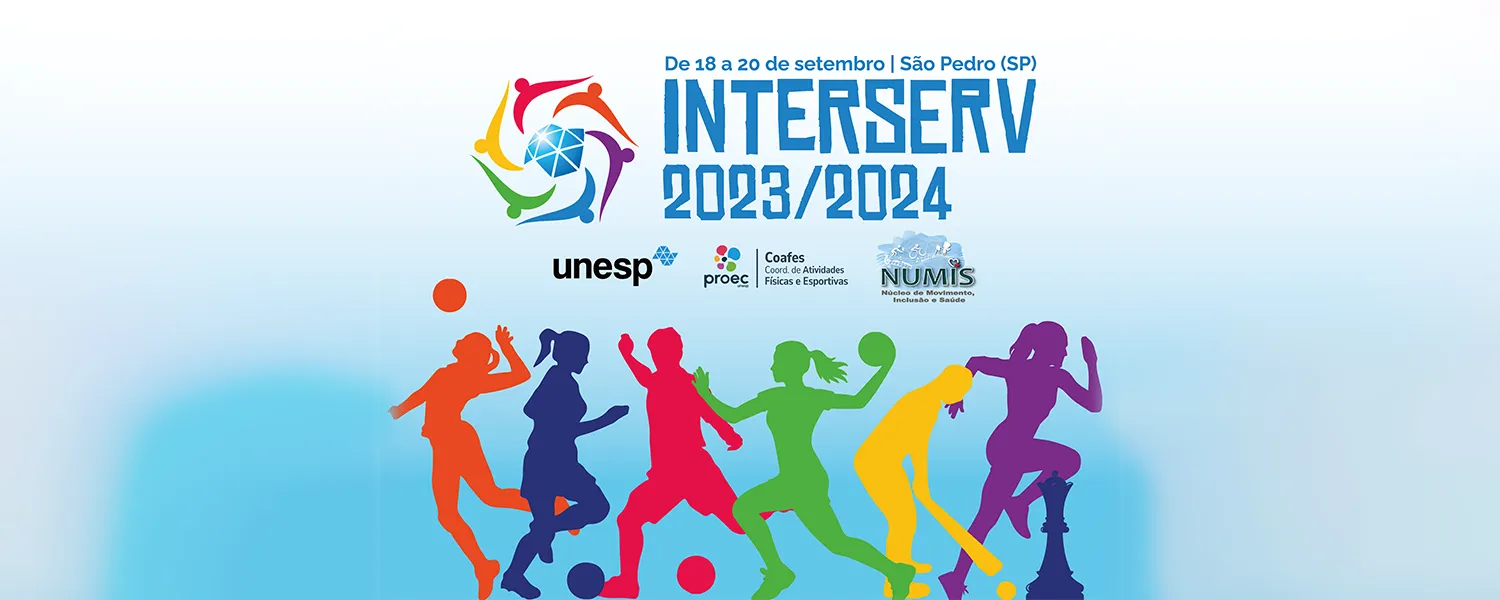 De 18 a 20 de setembro | São Pedro (SP)
INTERSERV
2023/2024
unesp
proec
unesp
Coafes
Coord. de Atividades
Físicas e Esportivas
NUMIS
Núcleo de Movimento,
Inclusão e Saúde